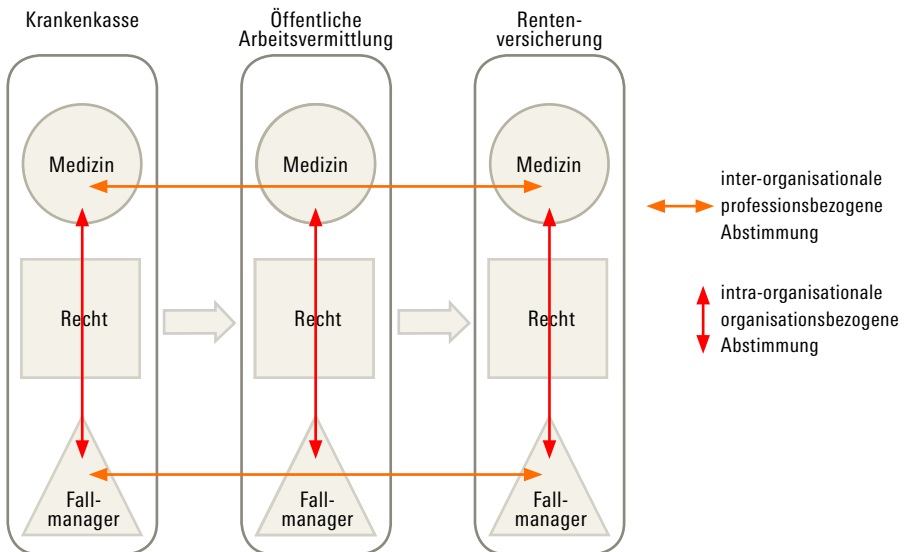 Krankenkasse
Öffentliche
Arbeitsvermittlung
Renten-
versicherung
Medizin
Medizin
Medizin
inter-organisationale
professionsbezogene
Abstimmung
Recht
Recht
Recht
intra-organisationale
organisationsbezogene
Abstimmung
Fall-
manager
Fall-
manager
Fall-
manager